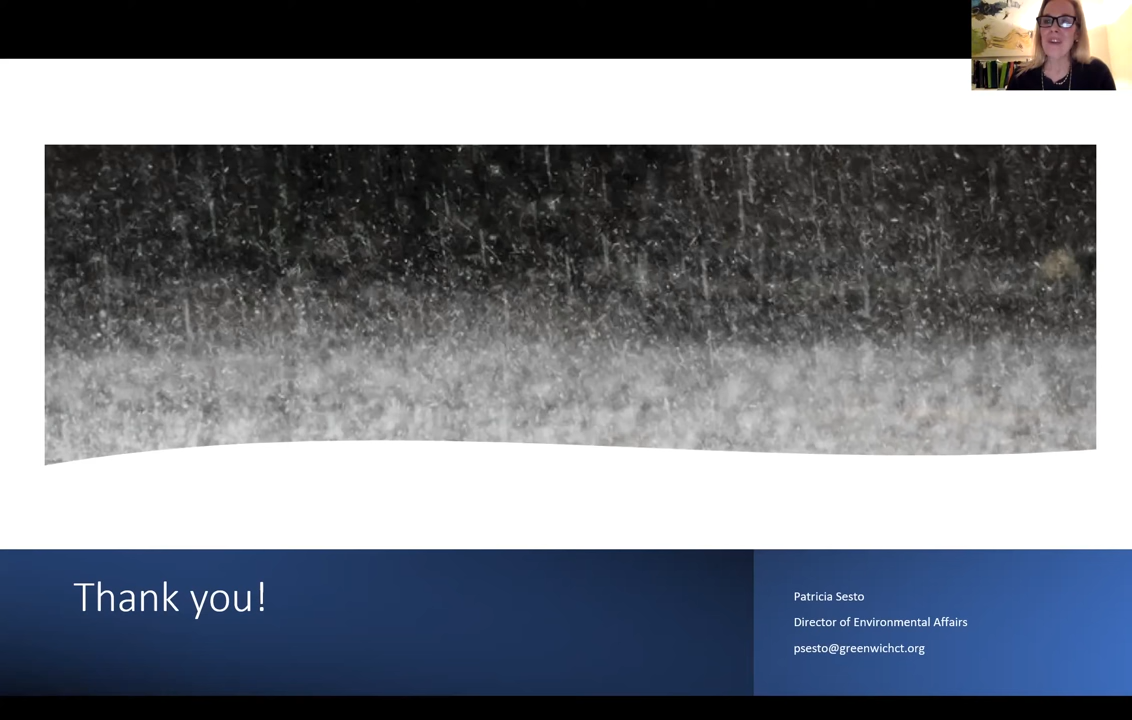 Thank you!
Patricia Sesto
Director of Environmental Affairs
psesto@greenwichct.org